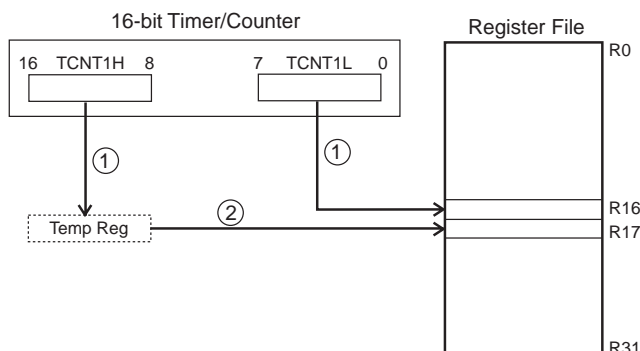 16-bit Timer/Counter
Register File
R0
16 TCNT1H 8
7 TCNT1L 0
1
1
Temp Reg
2
R16
R17
R31